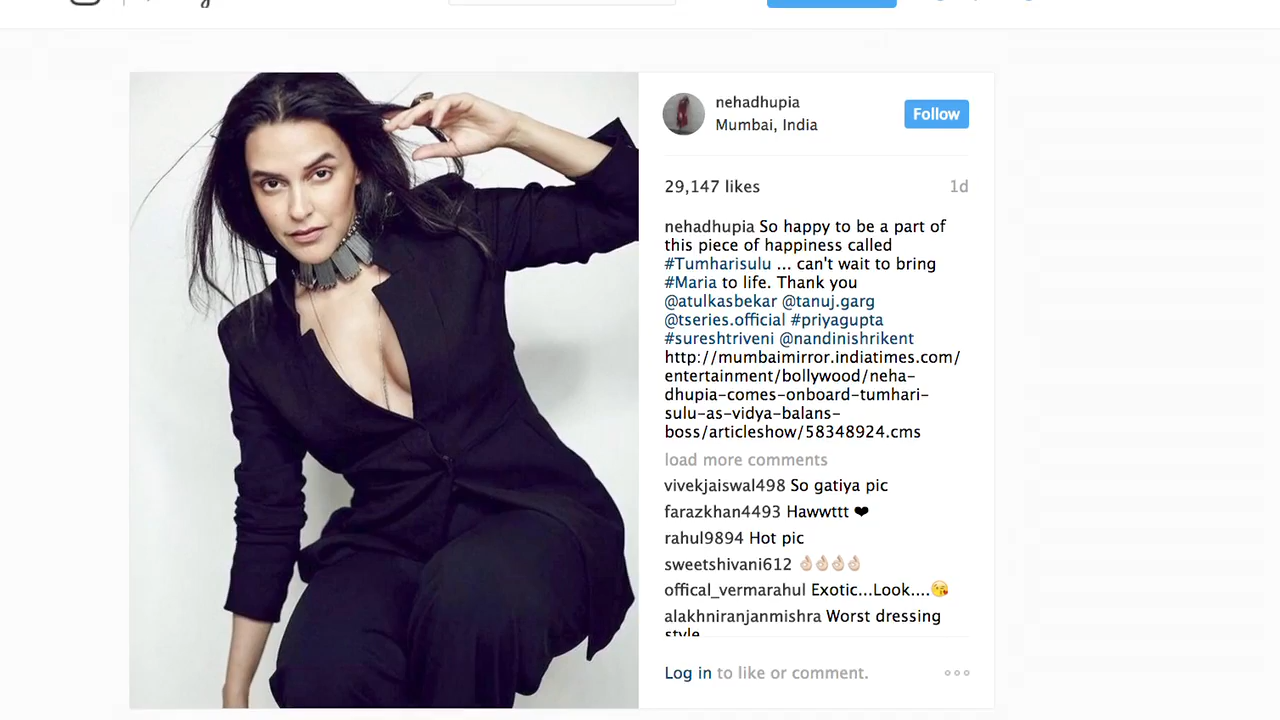 nehadhupia
Mumbai, India
Follow
29,147 likes
1d
nehadhupia So happy to be a part of
this piece of happiness called
#Tumharisulu ... can't wait to bring
#Maria to life. Thank you
@atulkasbekar @tanuj.garg
@tseries.official #priyagupta
#sureshtriveni @nandinishrikent
http://mumbaimirror.indiatimes.com/
entertainment/bollywood/neha-
dhupia-comes-onboard-tumhari-
sulu-as-vidya-balans-
boss/articleshow/58348924.cms
load more comments
vivekjaiswal498 So gatiya pic
farazkhan4493 Hawwttt ❤
rahul9894 Hot pic
sweetshivani612 👌🏻👌🏻👌🏻👌🏻
offical_vermarahul Exotic...Look....😘
alakhniranjanmishra Worst dressing
style
Log in to like or comment.